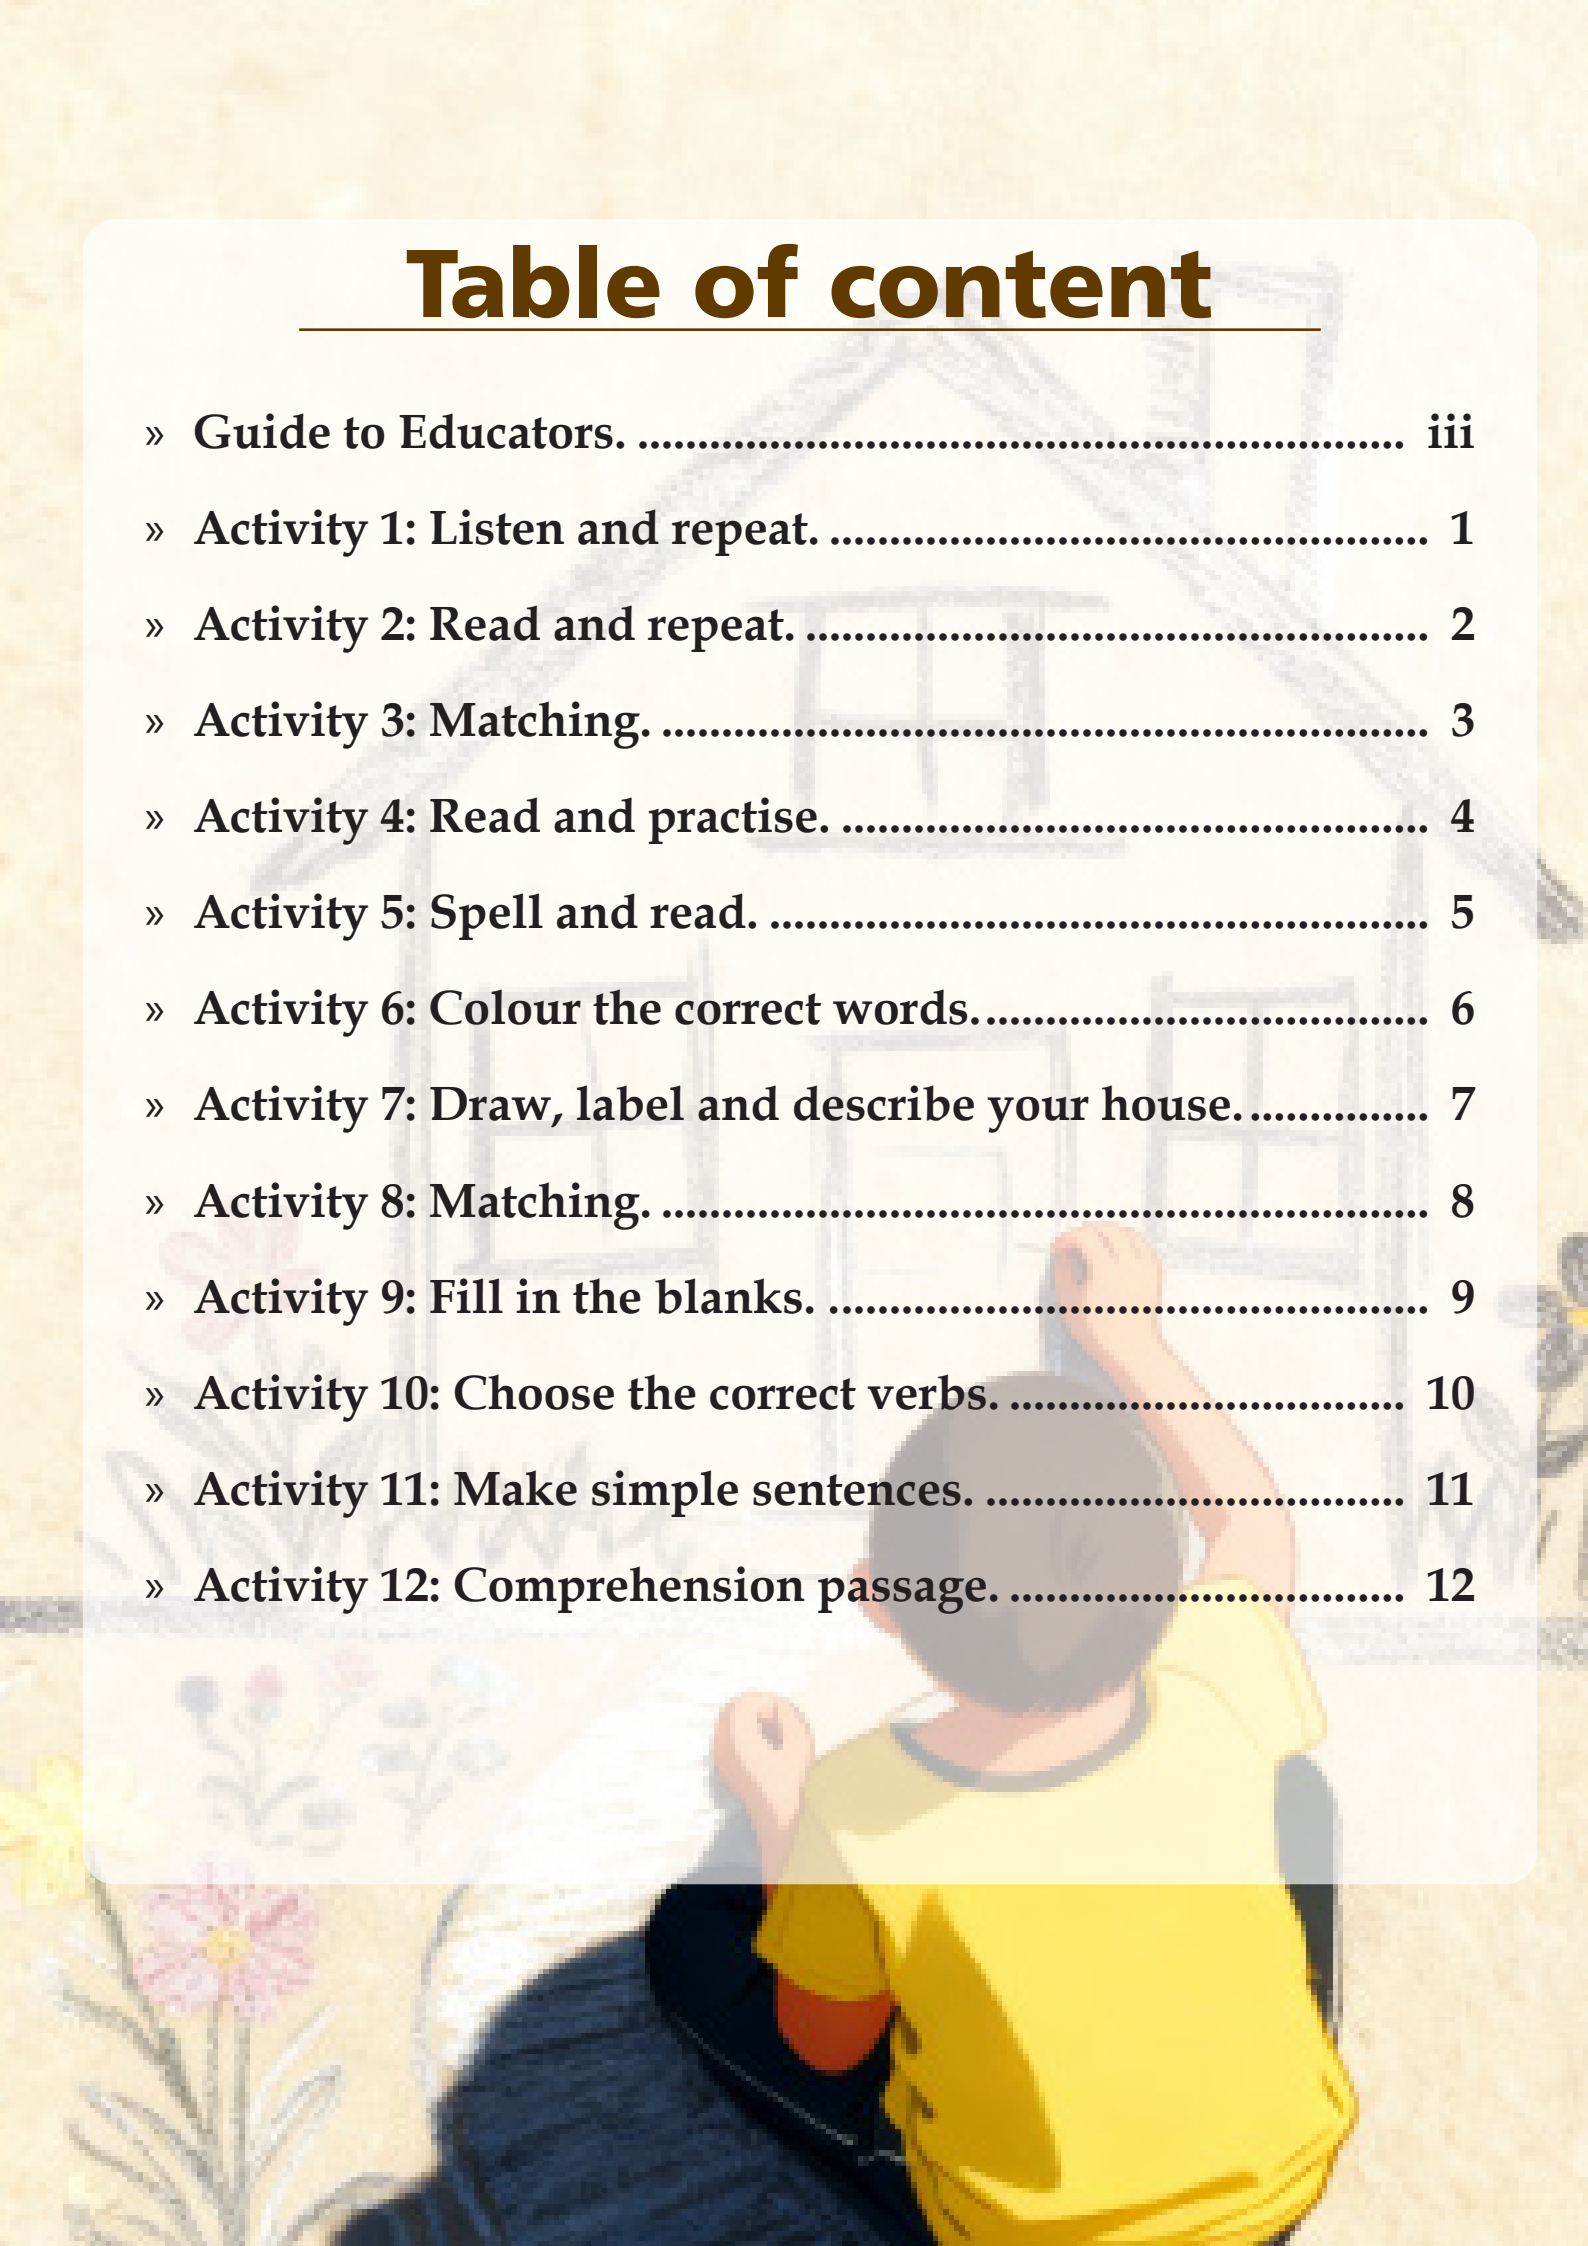 Table of content
» Guide to Educators. ................................................................ iii
» Activity 1: Listen and repeat. .................................................. 1
» Activity 2: Read and repeat. .................................................... 2
» Activity 3: Matching. ................................................................ 3
» Activity 4: Read and practise. ................................................. 4
» Activity 5: Spell and read. ....................................................... 5
» Activity 6: Colour the correct words. ..................................... 6
» Activity 7: Draw, label and describe your house. ............... 7
» Activity 8: Matching. ................................................................ 8
» Activity 9: Fill in the blanks. .................................................. 9
» Activity 10: Choose the correct verbs. ................................. 10
» Activity 11: Make simple sentences. ................................... 11
» Activity 12: Comprehension passage. ................................. 12